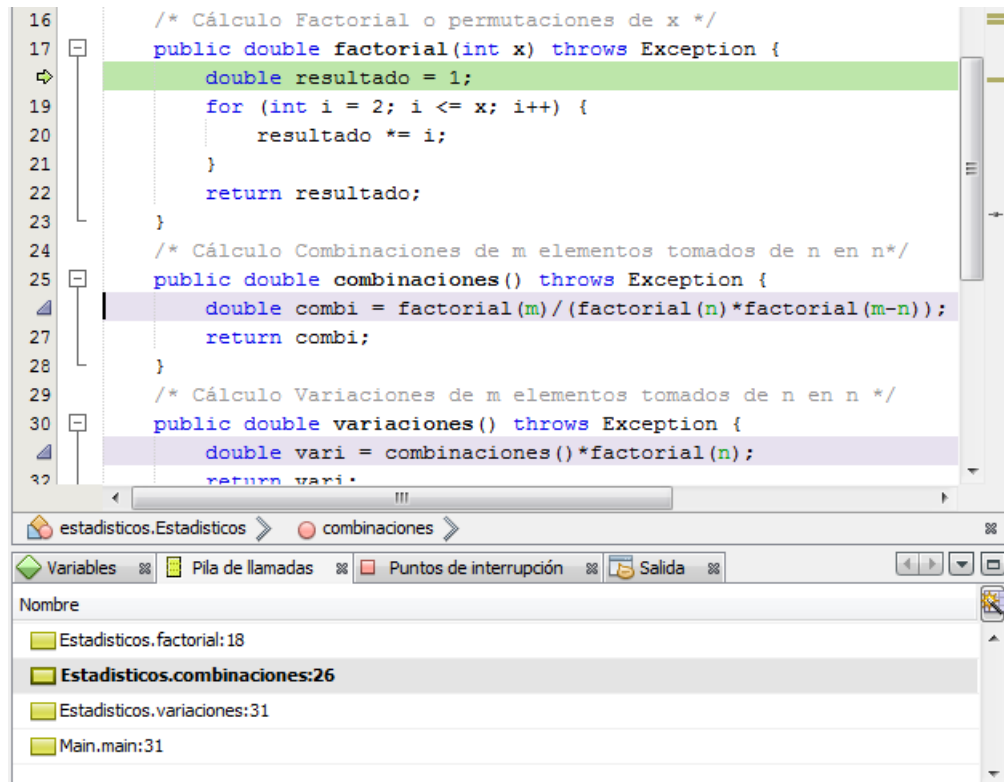 16 /* Cálculo Factorial o permutaciones de x */
17 public double factorial(int x) throws Exception {
double resultado = 1;
19 for (int i = 2; i <= x; i++) {
20 resultado *= i;
21 }
22 return resultado;
23 }
24 /* Cálculo Combinaciones de m elementos tomados de n en n*/
25 public double combinaciones() throws Exception {
double combi = factorial(m)/(factorial(n)*factorial(m-n));
27 return combi;
28 }
29 /* Cálculo Variaciones de m elementos tomados de n en n */
30 public double variaciones() throws Exception {
double vari = combinaciones()*factorial(n);
32 return vari;
estadisticos.Estadisticos combinaciones
Variables Pila de llamadas Puntos de interrupción Salida
Nombre
Estadisticos.factorial:18
Estadisticos.combinaciones:26
Estadisticos.variaciones:31
Main.main:31